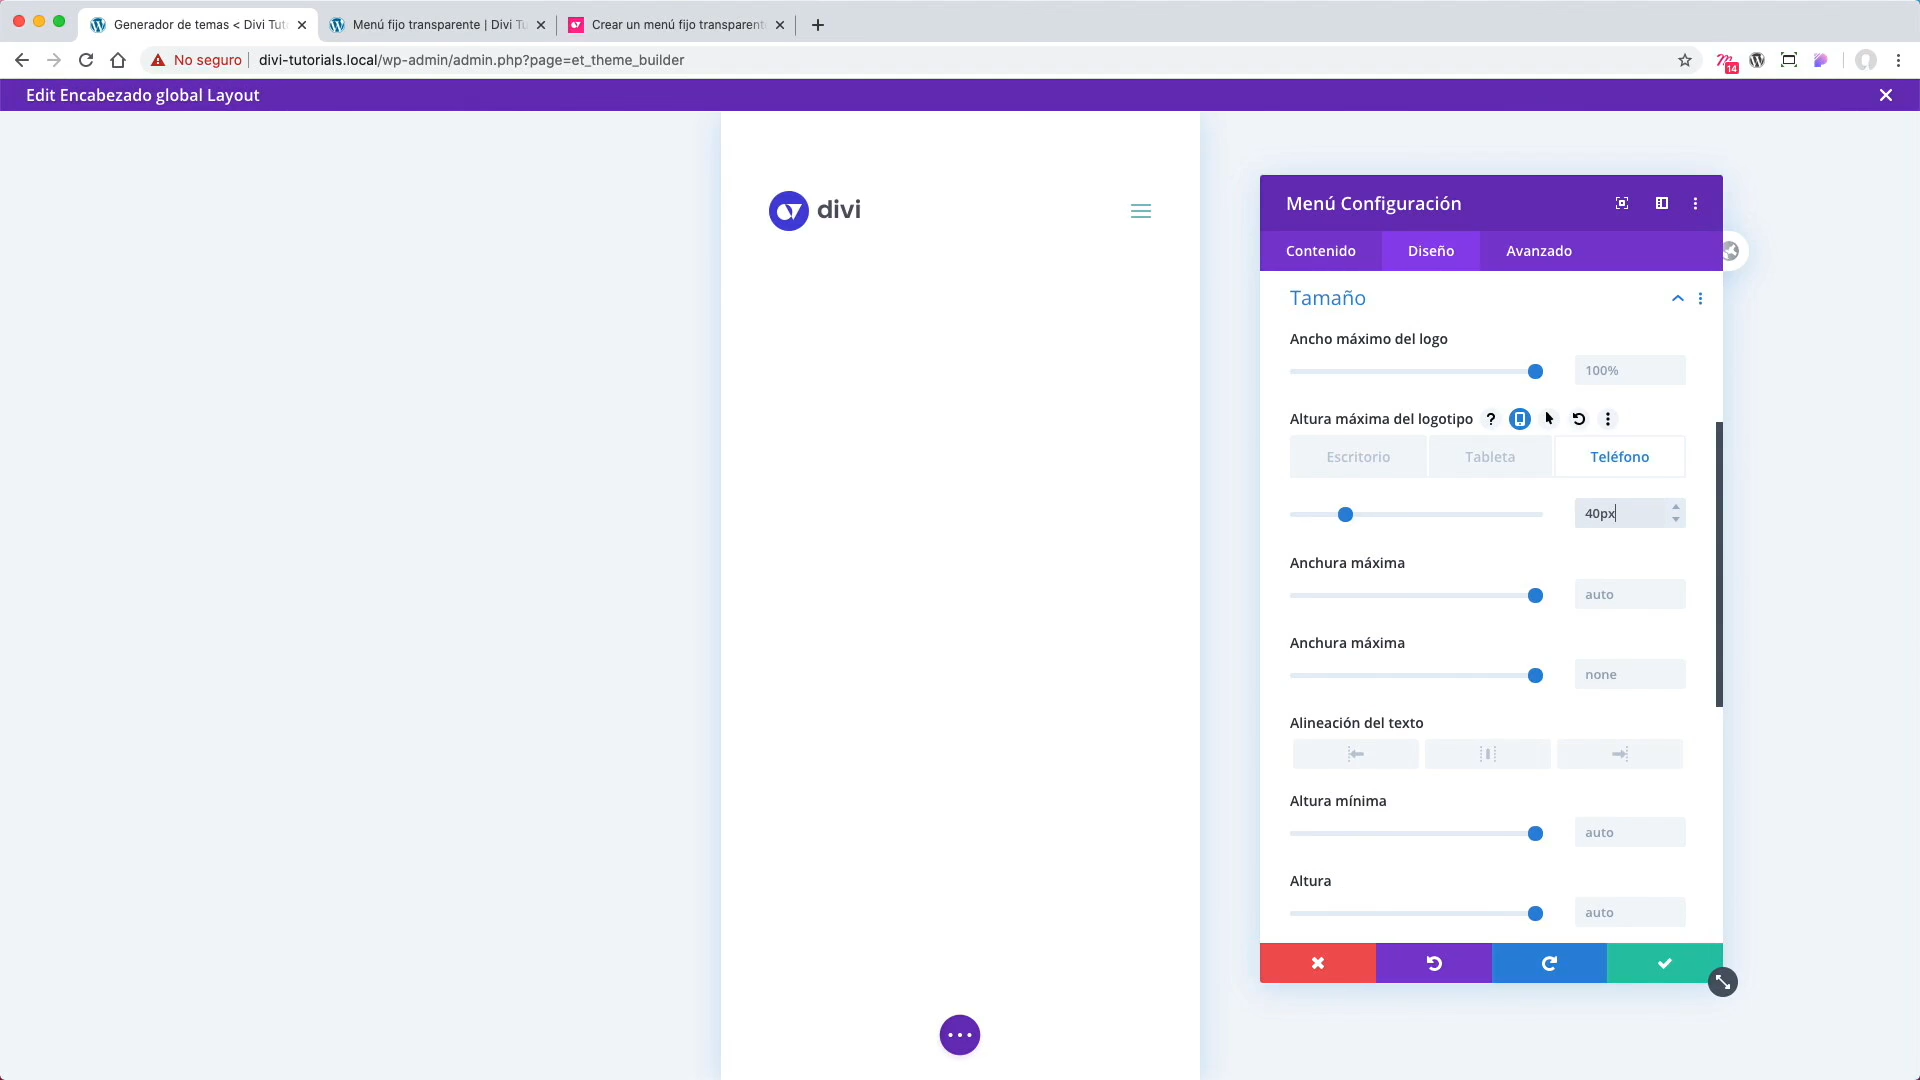 Generador de temas < Divi Tut
Menú fijo transparente | Divi Tu
Crear un menú fijo transparent
No seguro
divi-tutorials.local/wp-admin/admin.php?page=et_theme_builder
14
Edit Encabezado global Layout
divi
Menú Configuración
Contenido
Diseño
Avanzado
Tamaño
Ancho máximo del logo
100%
Altura máxima del logotipo ?
Escritorio
Tableta
Teléfono
40px
Anchura máxima
auto
Anchura máxima
none
Alineación del texto
Altura mínima
auto
Altura
auto